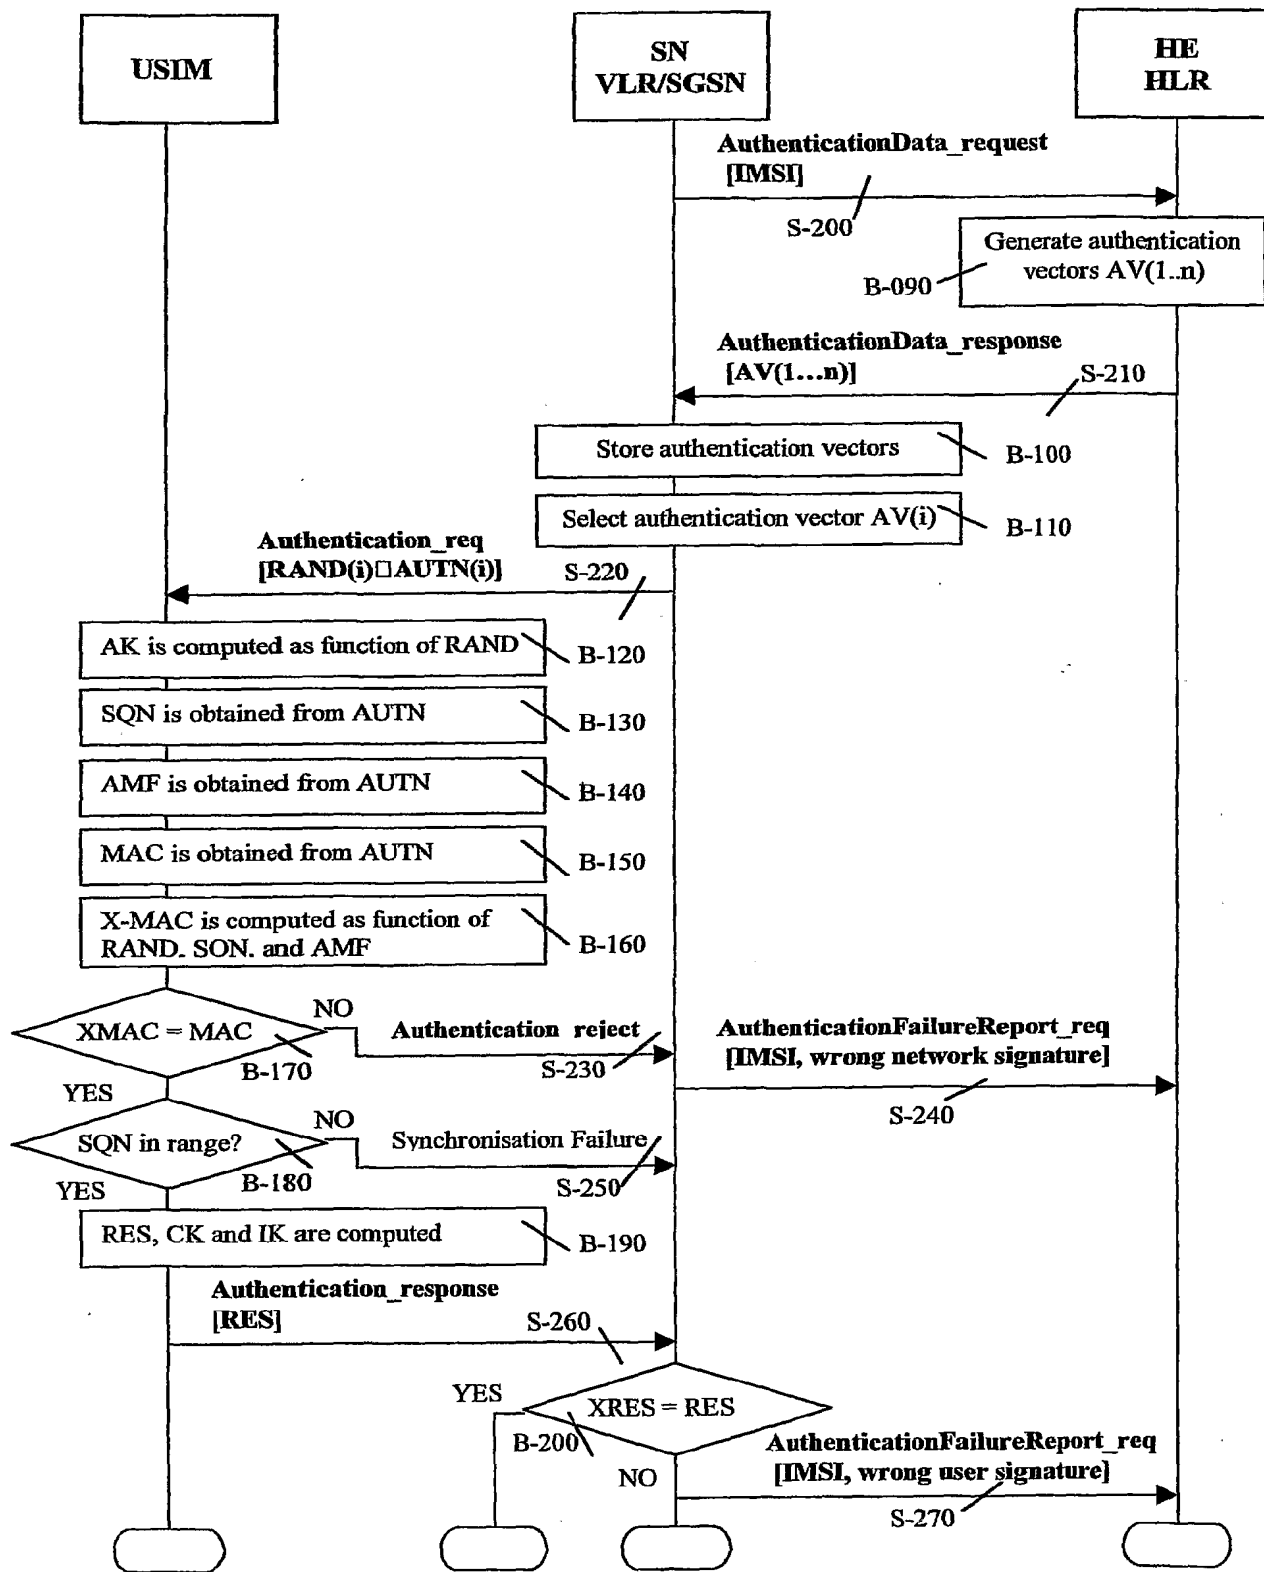 USIM
SN
VLR/SGSN
HE
HLR
AuthenticationData_request
[IMSI]
S-200
Generate authentication
vectors AV(1..n)
B-090
AuthenticationData_response
[AV(1...n)]
S-210
Store authentication vectors
B-100
Select authentication vector AV(i)
B-110
Authentication_req
[RAND(i)□AUTN(i)]
S-220
AK is computed as function of RAND
B-120
SQN is obtained from AUTN
B-130
AMF is obtained from AUTN
B-140
MAC is obtained from AUTN
B-150
X-MAC is computed as function of
RAND. SON. and AMF
B-160
XMAC = MAC
NO
B-170
YES
Authentication reject
S-230
AuthenticationFailureReport_req
[IMSI, wrong network signature]
S-240
SQN in range?
NO
B-180
YES
Synchronisation Failure
S-250
RES, CK and IK are computed
B-190
Authentication_response
[RES]
S-260
YES
XRES = RES
B-200
NO
AuthenticationFailureReport_req
[IMSI, wrong user signature]
S-270